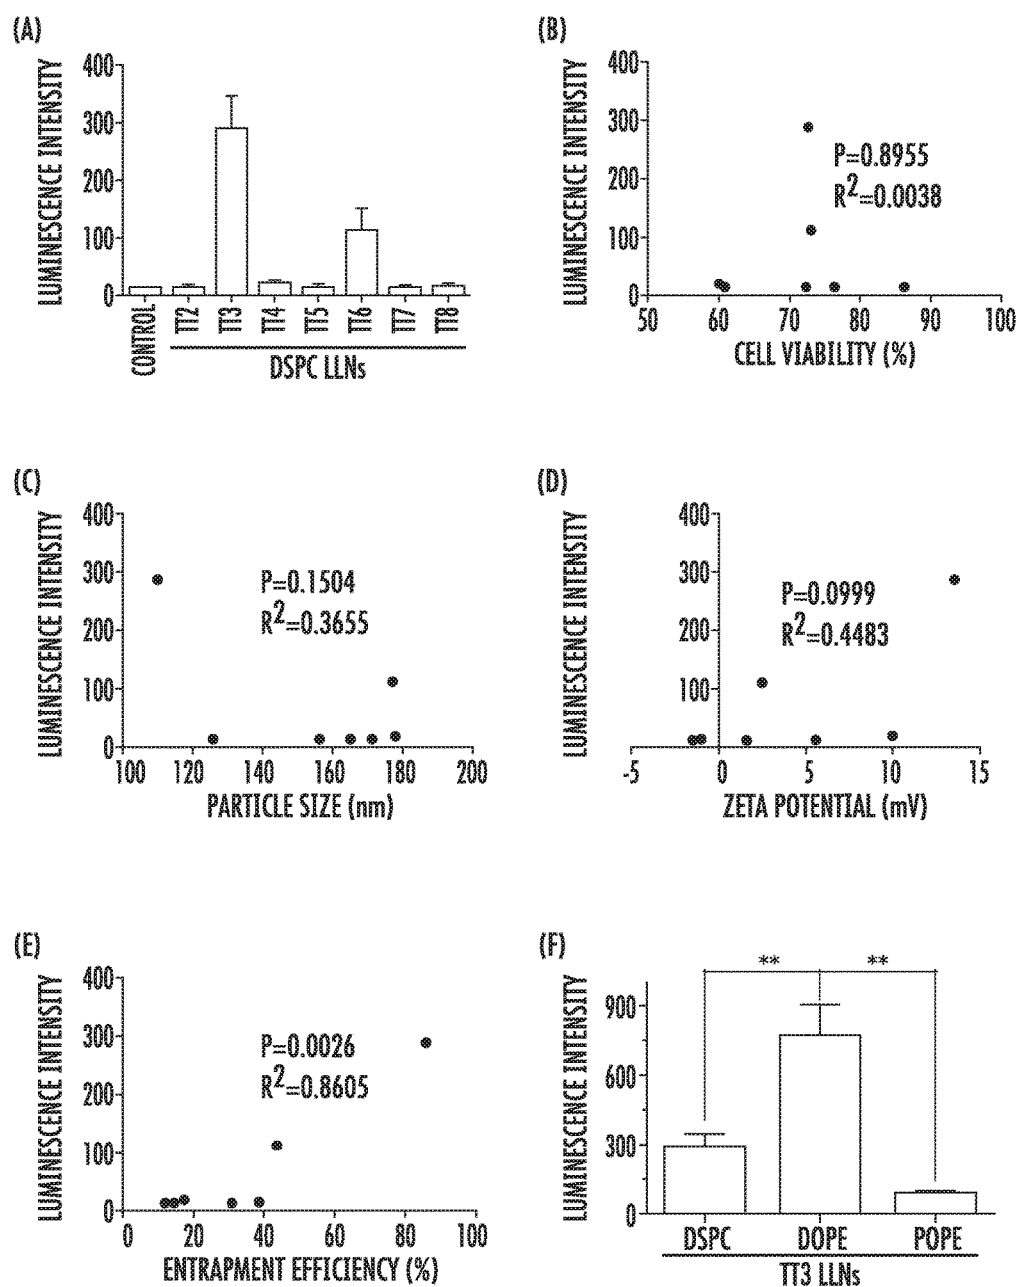 (A)
LUMINESCENCE INTENSITY
400
300
200
100
0
CONTROL
TT2
TT3
TT4
TT5
TT6
TT7
TT8
DSPC LLNs
(B)
LUMINESCENCE INTENSITY
400
300
200
100
0
P=0.8955
R²=0.0038
50 60 70 80 90 100
CELL VIABILITY (%)
(C)
LUMINESCENCE INTENSITY
400
300
200
100
0
P=0.1504
R²=0.3655
100 120 140 160 180 200
PARTICLE SIZE (nm)
(D)
LUMINESCENCE INTENSITY
400
300
200
100
0
P=0.0999
R²=0.4483
-5 0 5 10 15
ZETA POTENTIAL (mV)
(E)
LUMINESCENCE INTENSITY
400
300
200
100
0
P=0.0026
R²=0.8605
0 20 40 60 80 100
ENTRAPMENT EFFICIENCY (%)
(F)
LUMINESCENCE INTENSITY
900
600
300
0
** **
DSPC DOPE POPE
TT3 LLNs